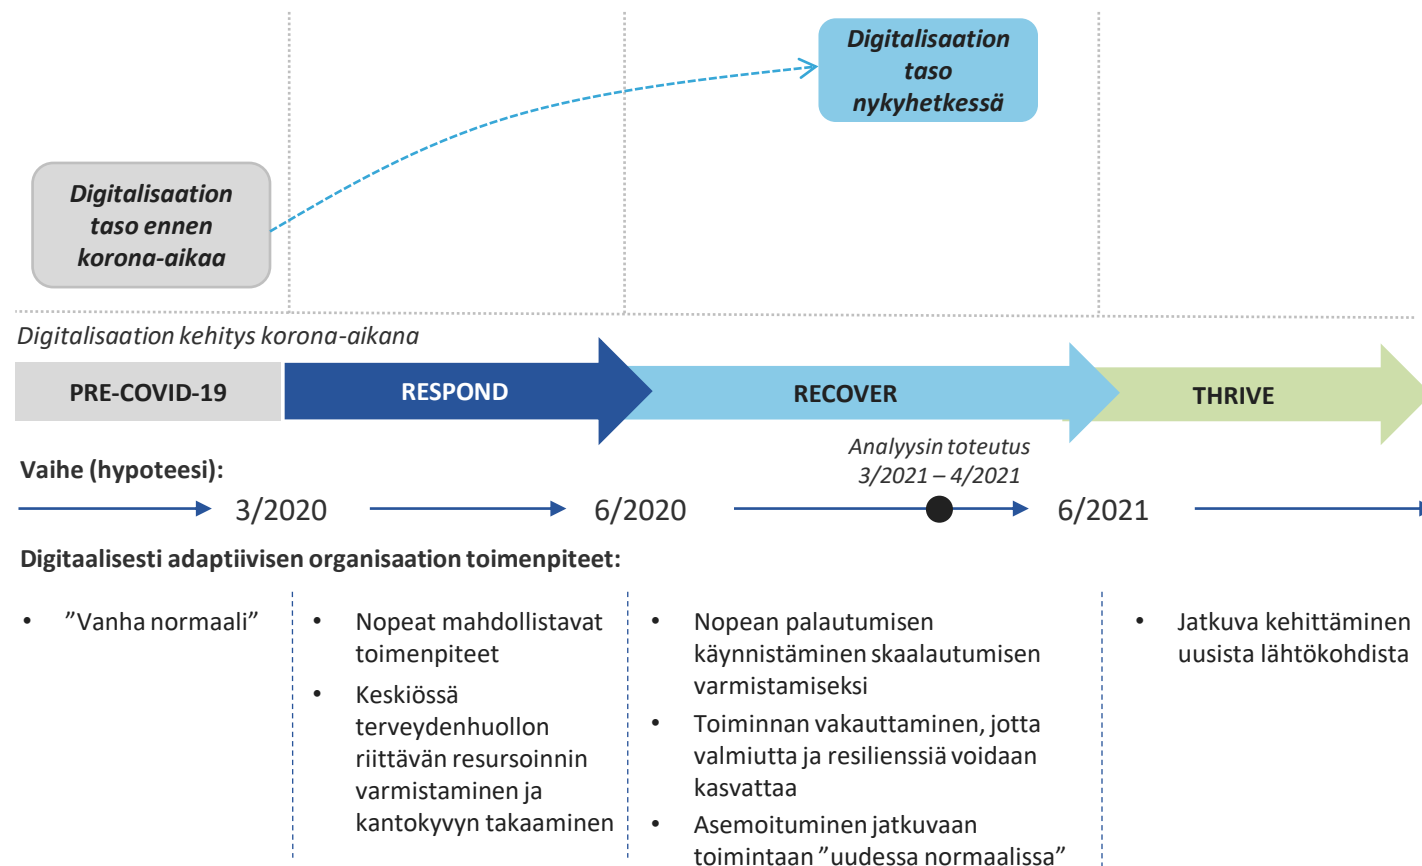 Digitalisaation
taso
nykyhetkessä
Digitalisaation
taso ennen
korona-aikaa
Digitalisaation kehitys korona-aikana
PRE-COVID-19
RESPOND
RECOVER
THRIVE
Analyysin toteutus
3/2021 – 4/2021
Vaihe (hypoteesi):
3/2020
6/2020
6/2021
Digitaalisesti adaptiivisen organisaation toimenpiteet:
• ”Vanha normaali”
• Nopeat mahdollistavat
toimenpiteet
• Keskiössä
terveydenhuollon
riittävän resursoinnin
varmistaminen ja
kantokyvyn takaaminen
• Nopean palautumisen
käynnistäminen skaalautumisen
varmistamiseksi
• Toiminnan vakauttaminen, jotta
valmiutta ja resilienssiä voidaan
kasvattaa
• Asemoituminen jatkuvaan
toimintaan ”uudessa normaalissa”
• Jatkuva kehittäminen
uusista lähtökohdista